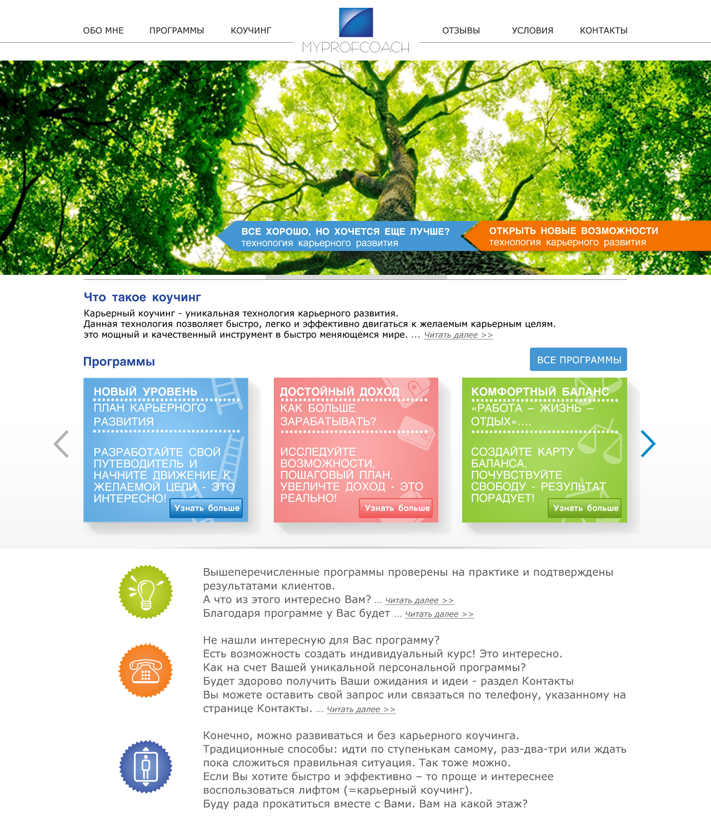 ОБО МНЕ ПРОГРАММЫ КОУЧИНГ ОТЗЫВЫ УСЛОВИЯ КОНТАКТЫ
MYPROFCOACH
ВСЕ ХОРОШО, НО ХОЧЕТСЯ ЕЩЕ ЛУЧШЕ?
технология карьерного развития
ОТКРЫТЬ НОВЫЕ ВОЗМОЖНОСТИ
технология карьерного развития
Что такое коучинг
Карьерный коучинг - уникальная технология карьерного развития.
Данная технология позволяет быстро, легко и эффективно двигаться к желаемым карьерным целям.
это мощный и качественный инструмент в быстро меняющемся мире. ... Читать далее >>
Программы
ВСЕ ПРОГРАММЫ
НОВЫЙ УРОВЕНЬ
ПЛАН КАРЬЕРНОГО
РАЗВИТИЯ
РАЗРАБОТАЙТЕ СВОЙ
ПУТЕВОДИТЕЛЬ И
НАЧНИТЕ ДВИЖЕНИЕ К
ЖЕЛАЕМОЙ ЦЕЛИ - ЭТО
ИНТЕРЕСНО!
Узнать больше
ДОСТОЙНЫЙ ДОХОД
КАК БОЛЬШЕ
ЗАРАБАТЫВАТЬ?
ИССЛЕДУЙТЕ
ВОЗМОЖНОСТИ,
ПОШАГОВЫЙ ПЛАН,
УВЕЛИЧТЕ ДОХОД - ЭТО
РЕАЛЬНО!
Узнать больше
КОМФОРТНЫЙ БАЛАНС
«РАБОТА – ЖИЗНЬ –
ОТДЫХ»....
СОЗДАЙТЕ КАРТУ
БАЛАНСА,
ПОЧУВСТВУЙТЕ
СВОБОДУ - РЕЗУЛЬТАТ
ПОРАДУЕТ!
Узнать больше
Вышеперечисленные программы проверены на практике и подтверждены
результатами клиентов.
А что из этого интересно Вам? ... Читать далее >>
Благодаря программе у Вас будет ... Читать далее >>
Не нашли интересную для Вас программу?
Есть возможность создать индивидуальный курс! Это интересно.
Как на счет Вашей уникальной персональной программы?
Будет здорово получить Ваши ожидания и идеи - раздел Контакты
Вы можете оставить свой запрос или связаться по телефону, указанному на
странице Контакты. ... Читать далее >>
Конечно, можно развиваться и без карьерного коучинга.
Традиционные способы: идти по ступенькам самому, раз-два-три или ждать
пока сложиться правильная ситуация. Так тоже можно.
Если Вы хотите быстро и эффективно – то проще и интереснее
воспользоваться лифтом (=карьерный коучинг).
Буду рада прокатиться вместе с Вами. Вам на какой этаж?